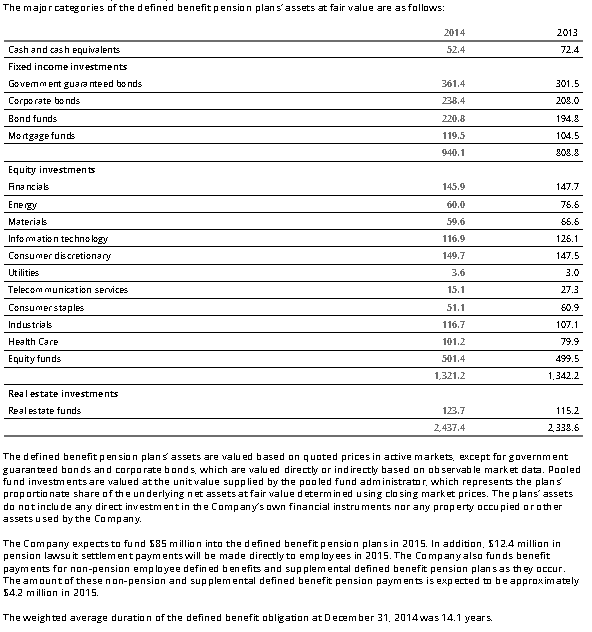 The major categories of the defined benefit pension plans' assets at fair value are as follows:
2014 2013
Cash and cash equivalents 52.4 72.4
Fixed income investments
Government guaranteed bonds 361.4 301.5
Corporate bonds 238.4 208.0
Bond funds 220.8 194.8
Mortgage funds 119.5 104.5
940.1 808.8
Equity investments
Financials 145.9 147.7
Energy 60.0 76.6
Materials 59.6 66.6
Information technology 116.9 126.1
Consumer discretionary 149.7 147.5
Utilities 3.6 3.0
Telecommunication services 15.1 27.3
Consumer staples 51.1 60.9
Industrials 116.7 107.1
Health Care 101.2 79.9
Equity funds 501.4 499.5
1,321.2 1,342.2
Real estate investments
Real estate funds 123.7 115.2
2,437.4 2,338.6
The defined benefit pension plans' assets are valued based on quoted prices in active markets, except for government
guaranteed bonds and corporate bonds, which are valued directly or indirectly based on observable market data. Pooled
fund investments are valued at the unit value supplied by the pooled fund administrator, which represents the plans'
proportionate share of the underlying net assets at fair value determined using closing market prices. The plans' assets
do not include any direct investment in the Company's own financial instruments nor any property occupied or other
assets used by the Company.
The Company expects to fund $85 million into the defined benefit pension plans in 2015. In addition, $12.4 million in
pension lawsuit settlement payments will be made directly to employees in 2015. The Company also funds benefit
payments for non-pension employee defined benefits and supplemental defined benefit pension plans as they occur.
The amount of these non-pension and supplemental defined benefit pension payments is expected to be approximately
$4.2 million in 2015.
The weighted average duration of the defined benefit obligation at December 31, 2014 was 14.1 years.